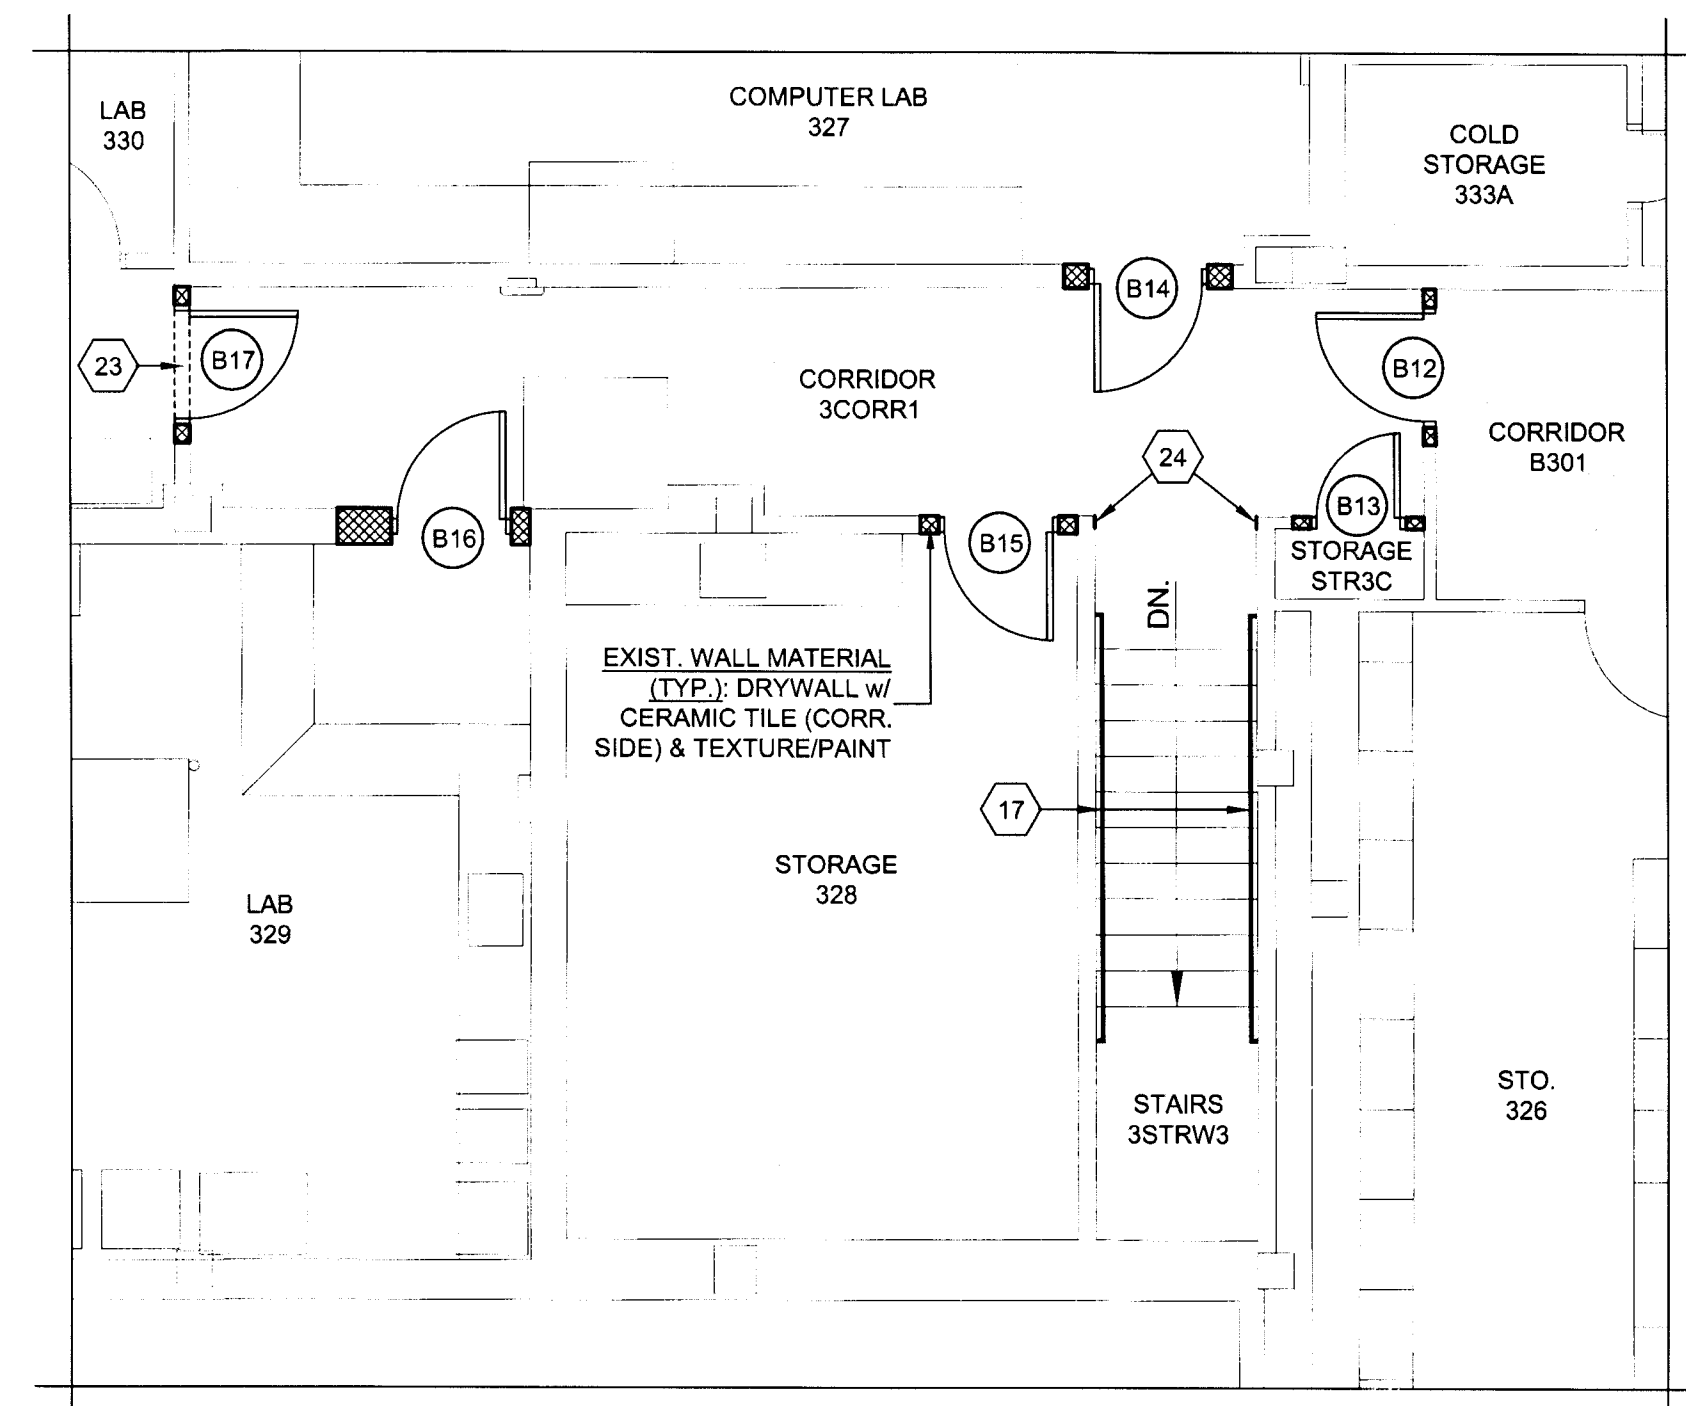 LAB
330
COMPUTER LAB
327
COLD
STORAGE
333A
B14
23
B17
B12
CORRIDOR
3CORR1
CORRIDOR
B301
24
B13
B16
B15
STORAGE
STR3C
DN.
EXIST. WALL MATERIAL
(TYP.): DRYWALL w/
CERAMIC TILE (CORR.
SIDE) & TEXTURE/PAINT
17
STORAGE
328
LAB
329
STO.
326
STAIRS
3STRW3